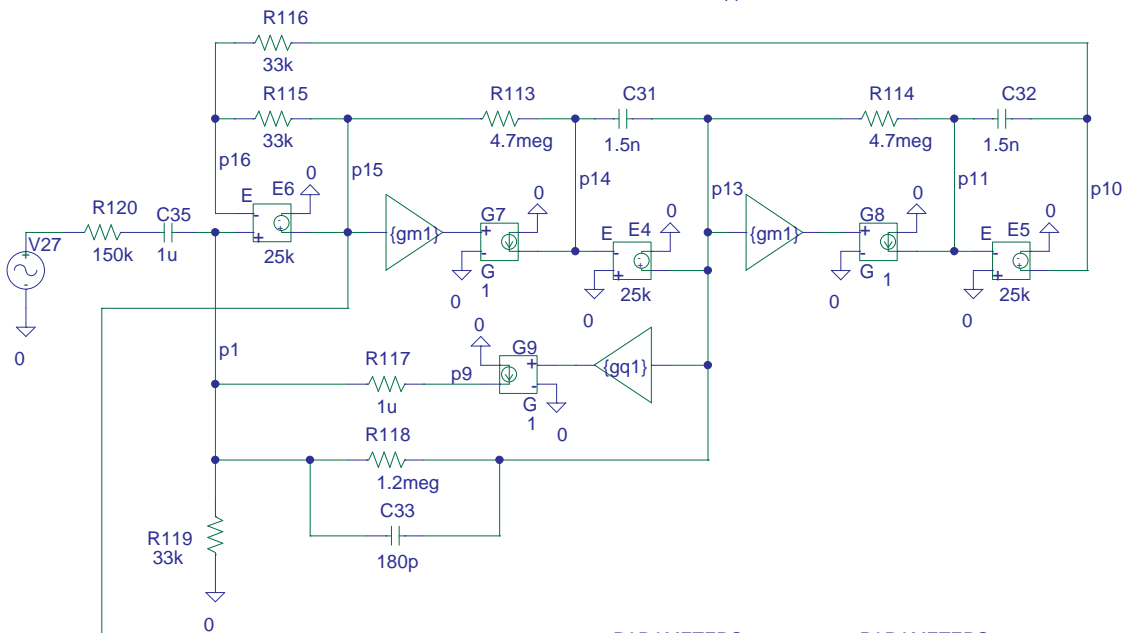 R116
33k
R115
33k
R113
4.7meg
C31
1.5n
R114
4.7meg
C32
1.5n
p16
p15
p14
p13
p11
p10
V27
R120
150k
C35
1u
E
E6
0
-
+
25k
{gm1}
0
G7
+
-
G
1
0
0
E
E4
-
+
25k
0
{gm1}
0
G8
+
-
G
1
0
0
E
E5
-
+
25k
0
0
p1
R117
1u
p9
0
G9
+
-
G
1
0
{gq1}
R118
1.2meg
C33
180p
R119
33k
0